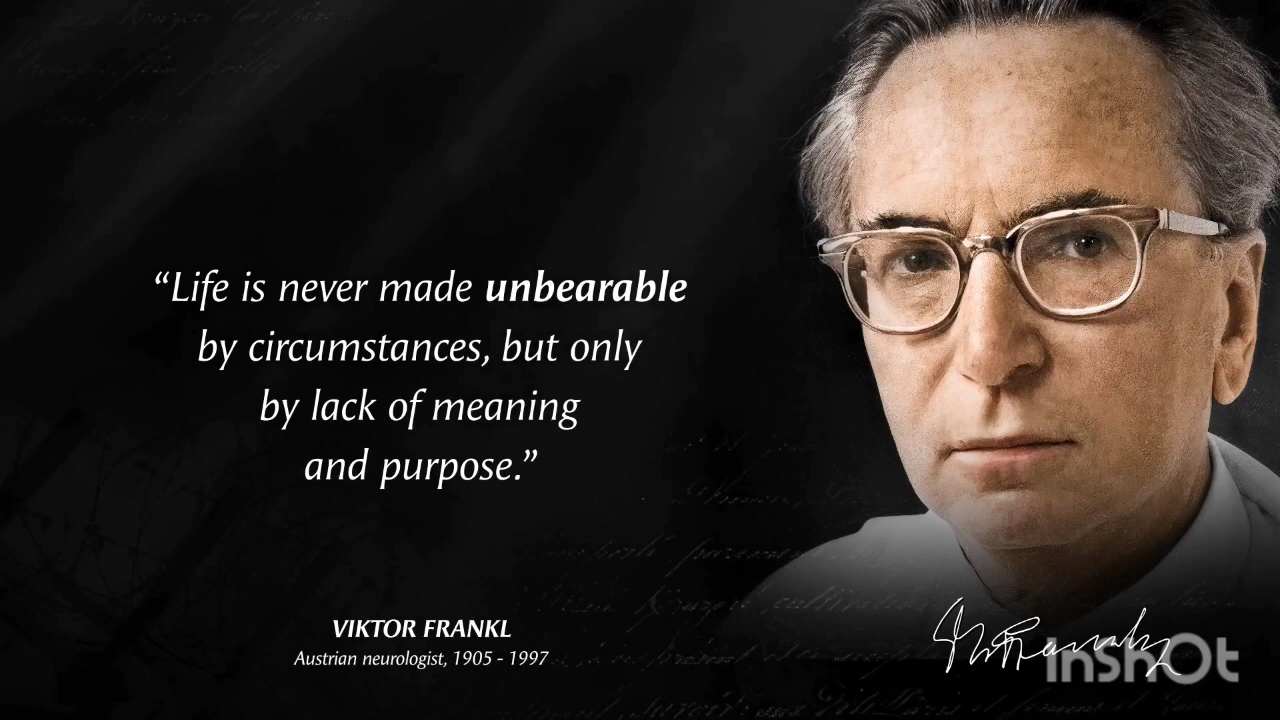 “Life is never made unbearable
by circumstances, but only
by lack of meaning
and purpose.”
VIKTOR FRANKL
Austrian neurologist, 1905 - 1997
InshOt